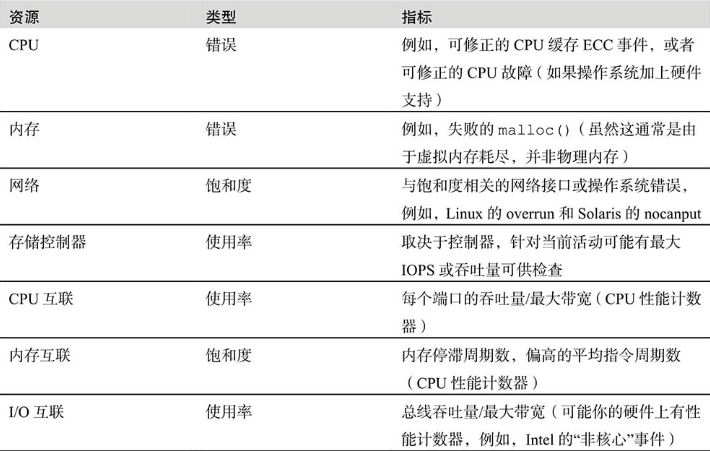 资源 类型 指标
CPU 错误 例如，可修正的 CPU 缓存 ECC 事件，或者
可修正的 CPU 故障（如果操作系统加上硬件
支持）
内存 错误 例如，失败的 malloc()（虽然这通常是由
于虚拟内存耗尽，并非物理内存）
网络 饱和度 与饱和度相关的网络接口或操作系统错误，
例如，Linux 的 overrun 和 Solaris 的 nocanput
存储控制器 使用率 取决于控制器，针对当前活动可能有最大
IOPS 或吞吐量可供检查
CPU 互联 使用率 每个端口的吞吐量/最大带宽（CPU 性能计数
器）
内存互联 饱和度 内存停滞周期数，偏高的平均指令周期数
（CPU 性能计数器）
I/O 互联 使用率 总线吞吐量/最大带宽（可能你的硬件上有性
能计数器，例如，Intel 的“非核心”事件）